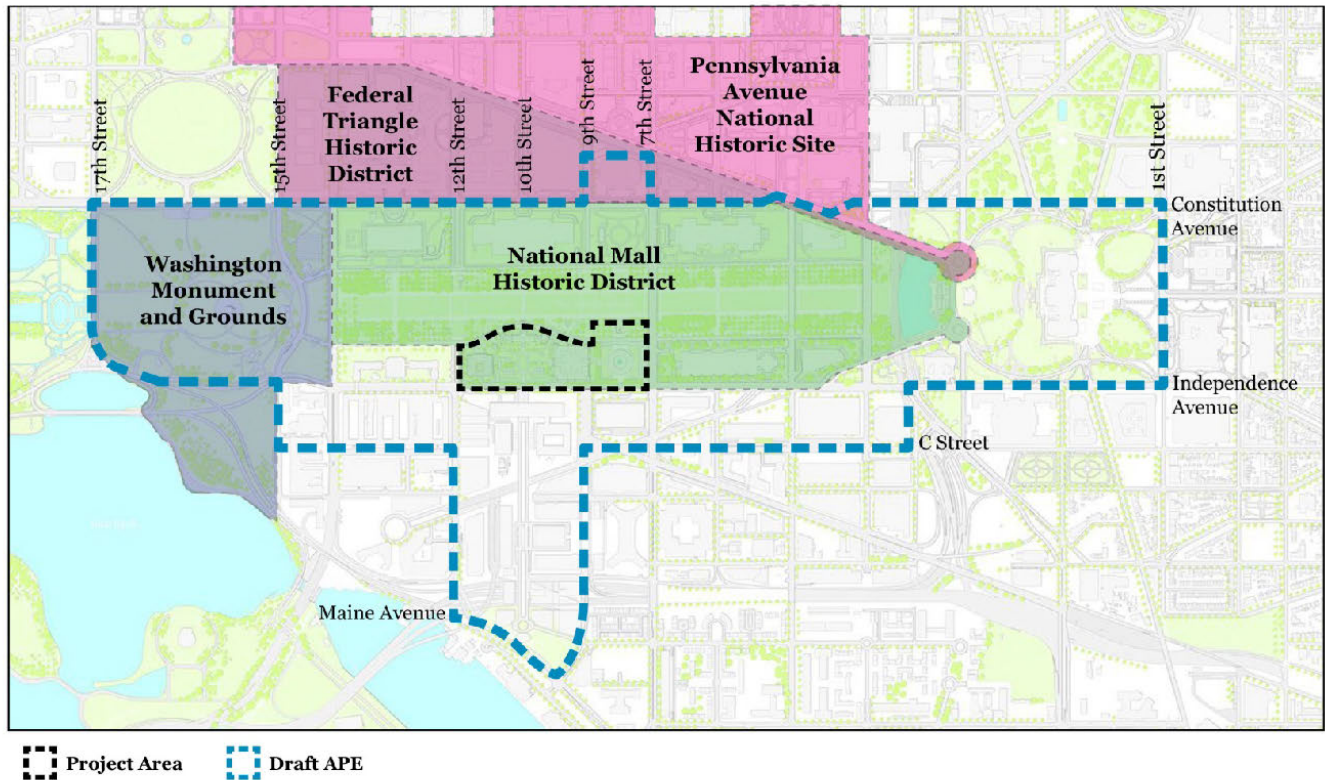 17th Street
15th Street
Federal
Triangle
Historic
District
12th Street
10th Street
9th Street
7th Street
Pennsylvania
Avenue
National
Historic Site
1st Street
Constitution
Avenue
Washington
Monument
and Grounds
National Mall
Historic District
Independence
Avenue
C Street
Maine Avenue
Project Area
Draft APE